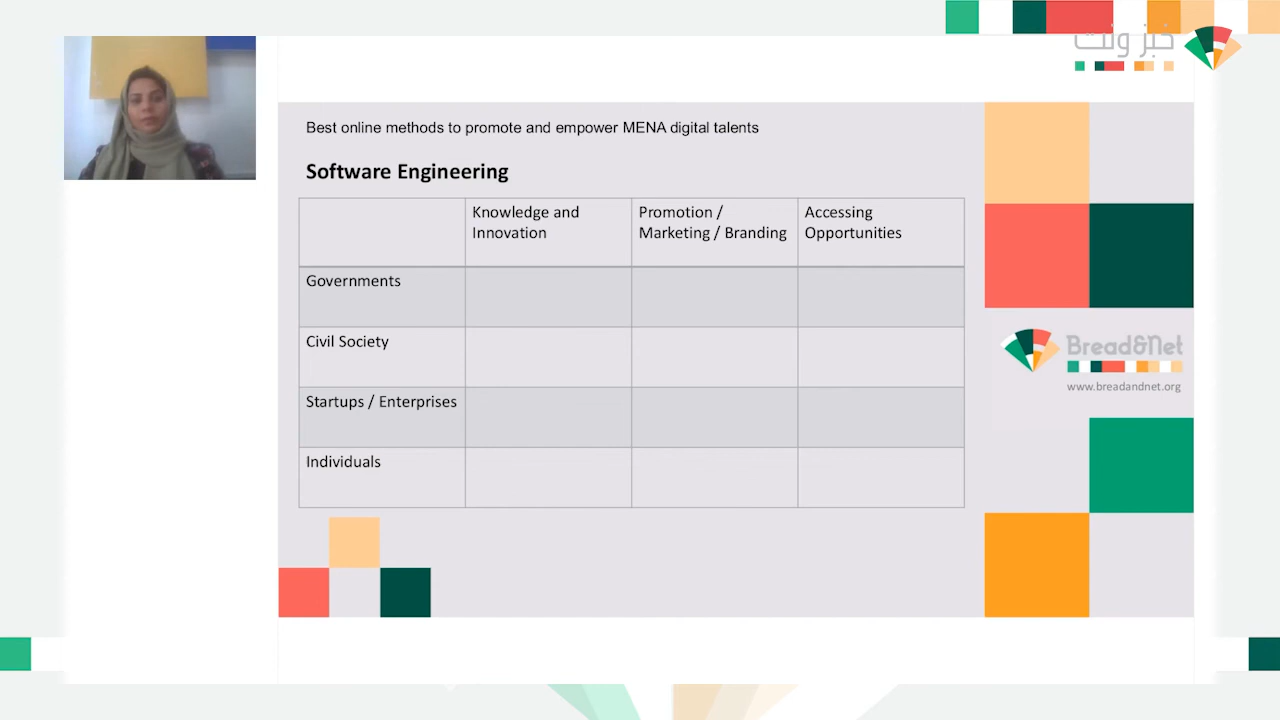 خبز ونت
Best online methods to promote and empower MENA digital talents
Software Engineering
Knowledge and
Innovation
Promotion /
Marketing / Branding
Accessing
Opportunities
Governments
Civil Society
Startups / Enterprises
Individuals
Bread&Net
www.breadandnet.org